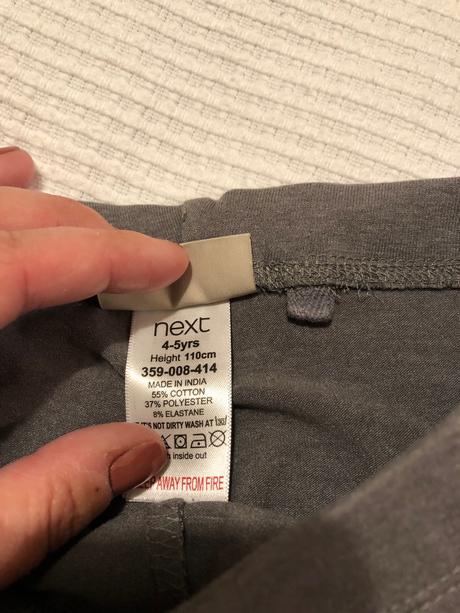 next
4-5yrs
Height 110cm
359-008-414
MADE IN INDIA
55% COTTON
37% POLYESTER
8% ELASTANE
IT'S NOT DIRTY WASH AT
inside out
AWAY FROM FIRE